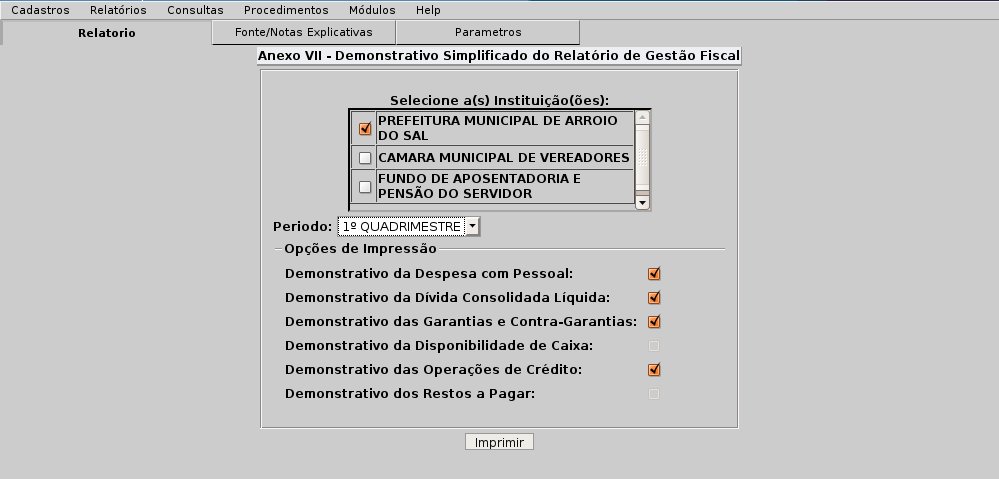 Cadastros Relatórios Consultas Procedimentos Módulos Help
Relatorio Fonte/Notas Explicativas Parametros
Anexo VII - Demonstrativo Simplificado do Relatório de Gestão Fiscal
Selecione a(s) Instituição(ões):
PREFEITURA MUNICIPAL DE ARROIO
DO SAL
CAMARA MUNICIPAL DE VEREADORES
FUNDO DE APOSENTADORIA E
PENSÃO DO SERVIDOR
Periodo: 1º QUADRIMESTRE
Opções de Impressão
Demonstrativo da Despesa com Pessoal:
Demonstrativo da Dívida Consolidada Líquida:
Demonstrativo das Garantias e Contra-Garantias:
Demonstrativo da Disponibilidade de Caixa:
Demonstrativo das Operações de Crédito:
Demonstrativo dos Restos a Pagar:
Imprimir